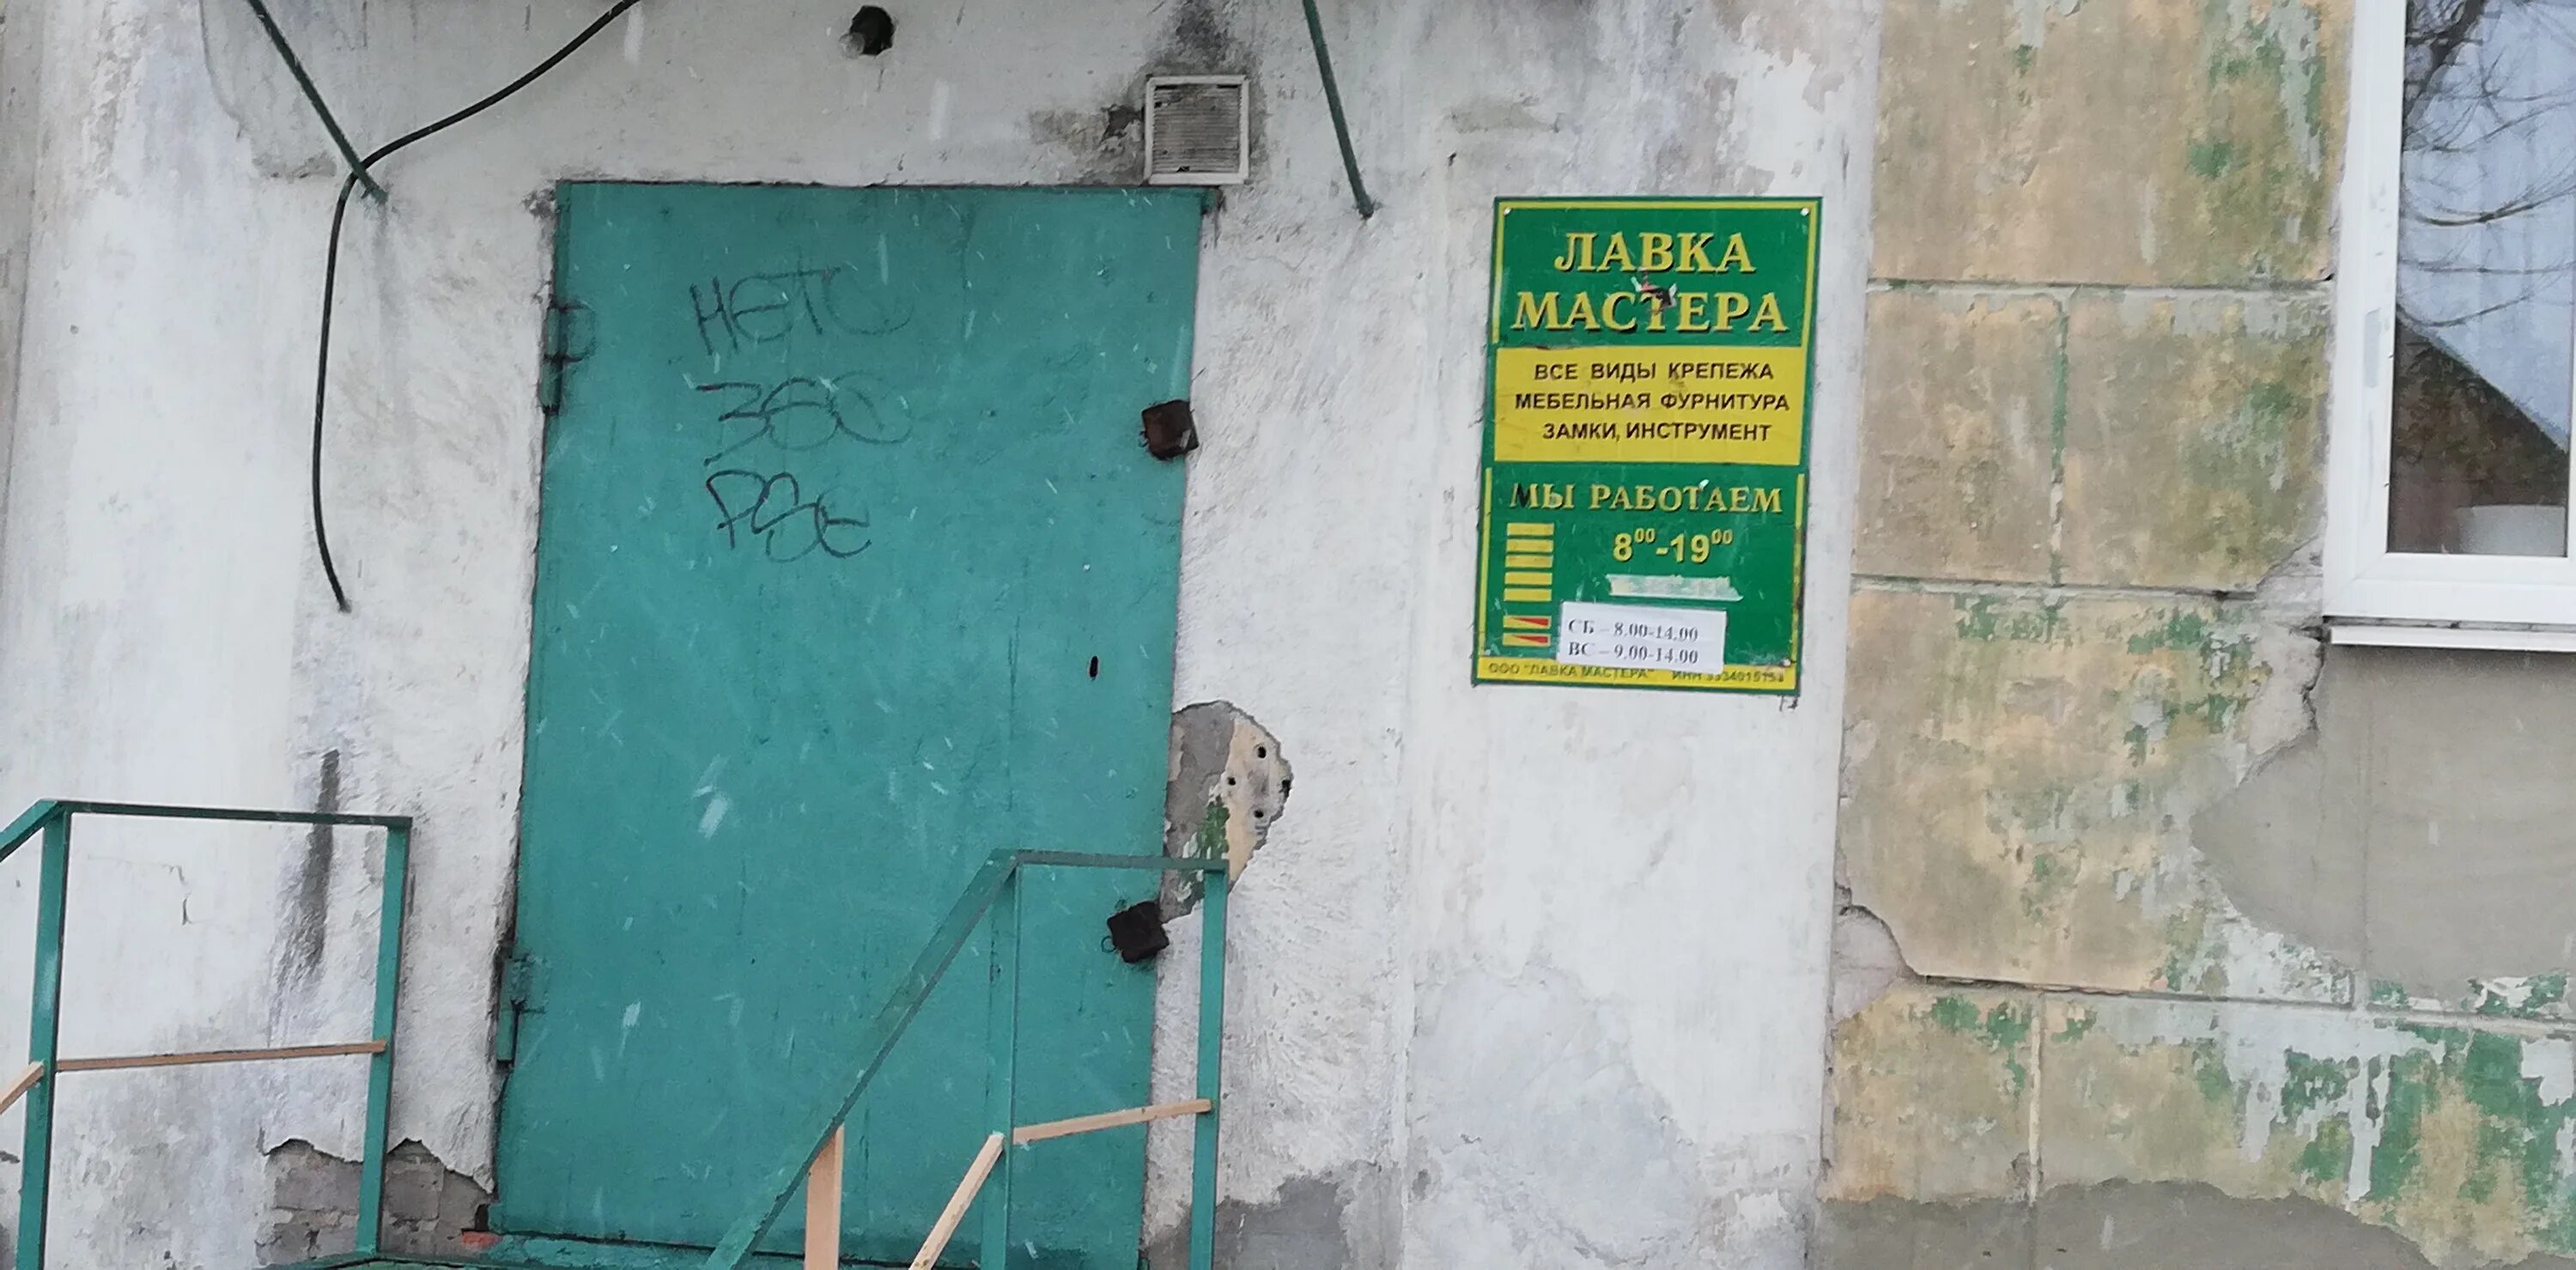 ЛАВКА
МАСТЕРА
ВСЕ ВИДЫ КРЕПЕЖА
МЕБЕЛЬНАЯ ФУРНИТУРА
ЗАМКИ, ИНСТРУМЕНТ
МЫ РАБОТАЕМ
8⁰⁰-19⁰⁰
СБ – 8.00-14.00
ВС – 9.00-14.00
ООО "ЛАВКА МАСТЕРА" ИНН